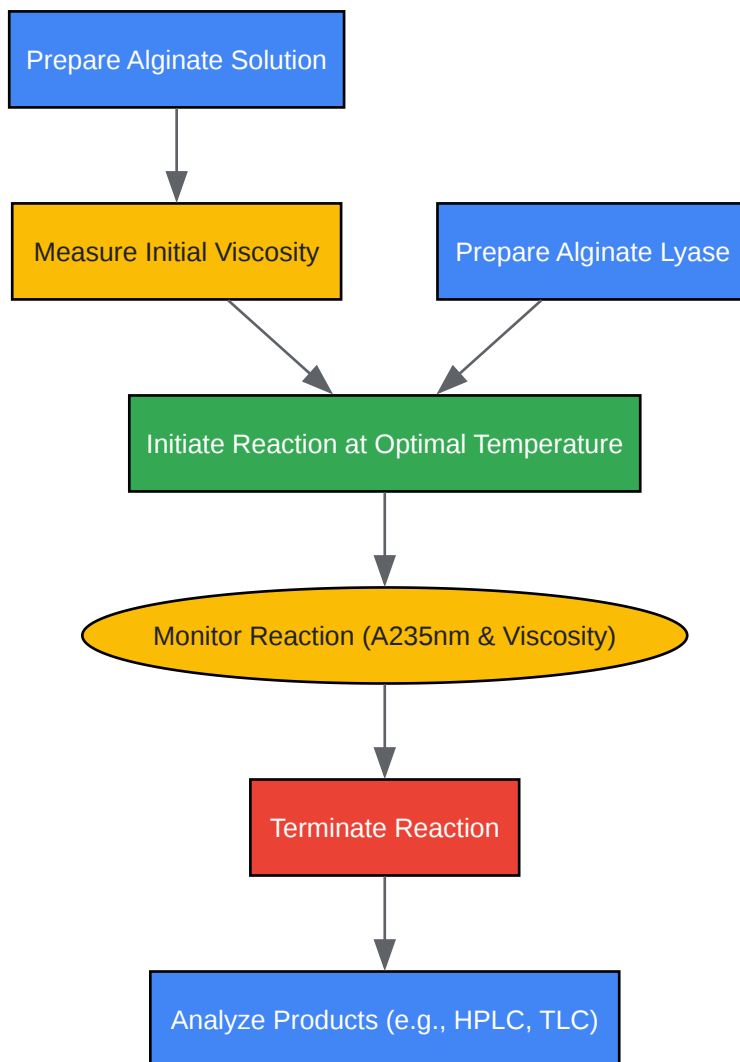 Prepare Alginate Solution
Measure Initial Viscosity
Prepare Alginate Lyase
Initiate Reaction at Optimal Temperature
Monitor Reaction (A235nm & Viscosity)
Terminate Reaction
Analyze Products (e.g., HPLC, TLC)